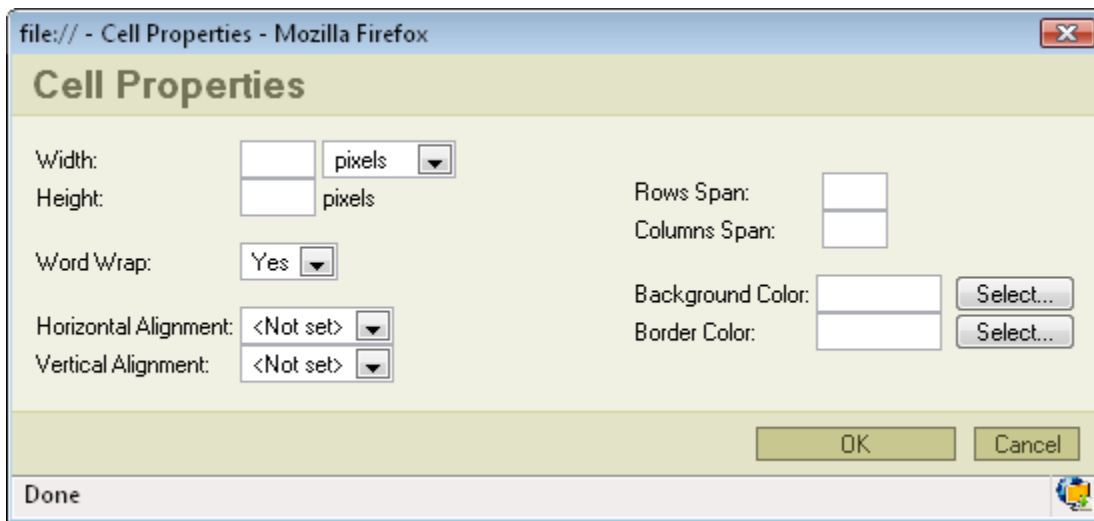 file:// - Cell Properties - Mozilla Firefox
Cell Properties
Width: pixels
Height: pixels
Word Wrap: Yes
Horizontal Alignment: <Not set>
Vertical Alignment: <Not set>
Rows Span:
Columns Span:
Background Color: Select...
Border Color: Select...
OK Cancel
Done